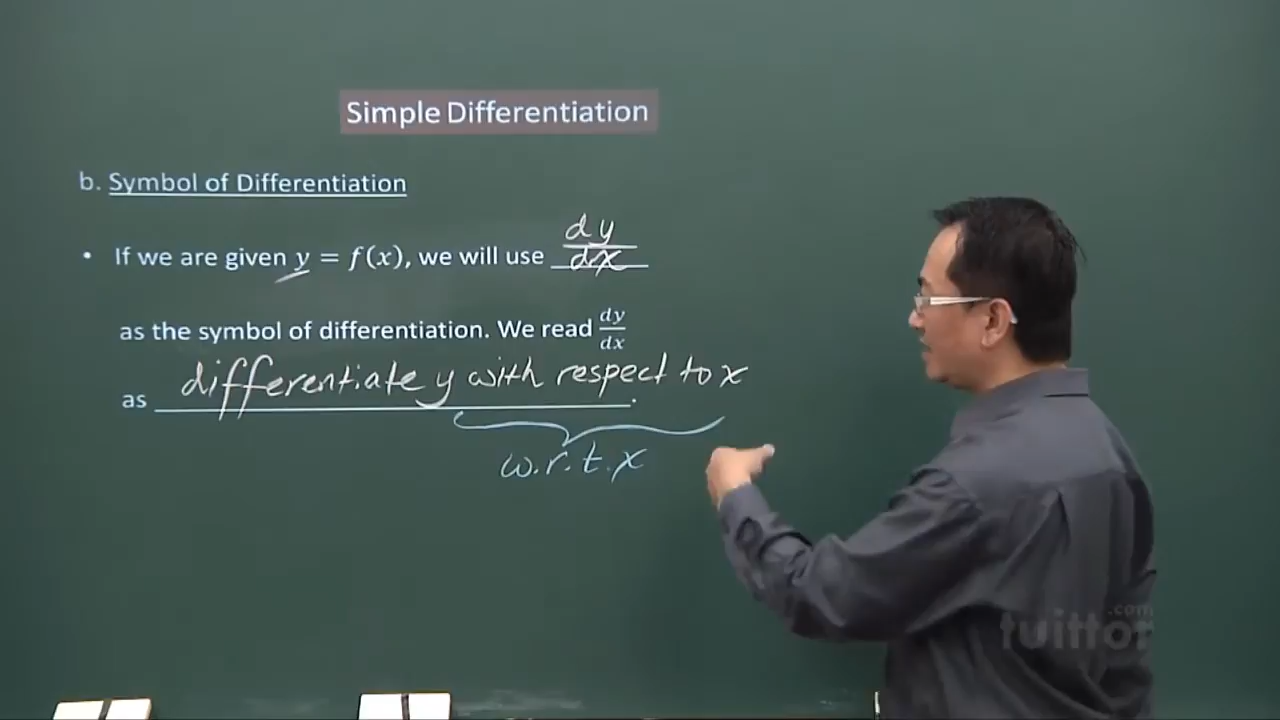 Simple Differentiation
b. Symbol of Differentiation
• If we are given y = f(x), we will use dy/dx
as the symbol of differentiation. We read dy/dx
as differentiate y with respect to x.
w.r.t. x
tuittor.com